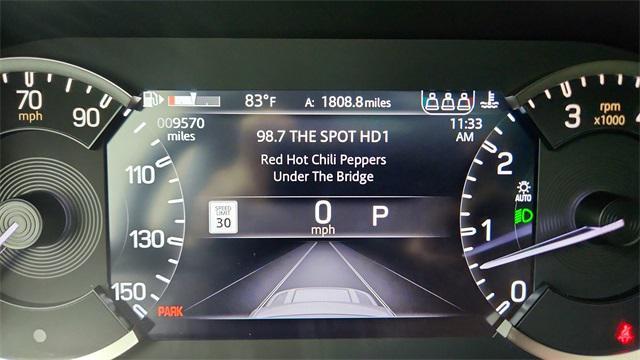 83°F A: 1808.8 miles
009570 miles
98.7 THE SPOT HD1
11:33 AM
Red Hot Chili Peppers
Under The Bridge
SPEED LIMIT 30
0 mph
P
70
mph
90
110
130
150
PARK
rpm
x1000
3
4
2
1
0
AUTO